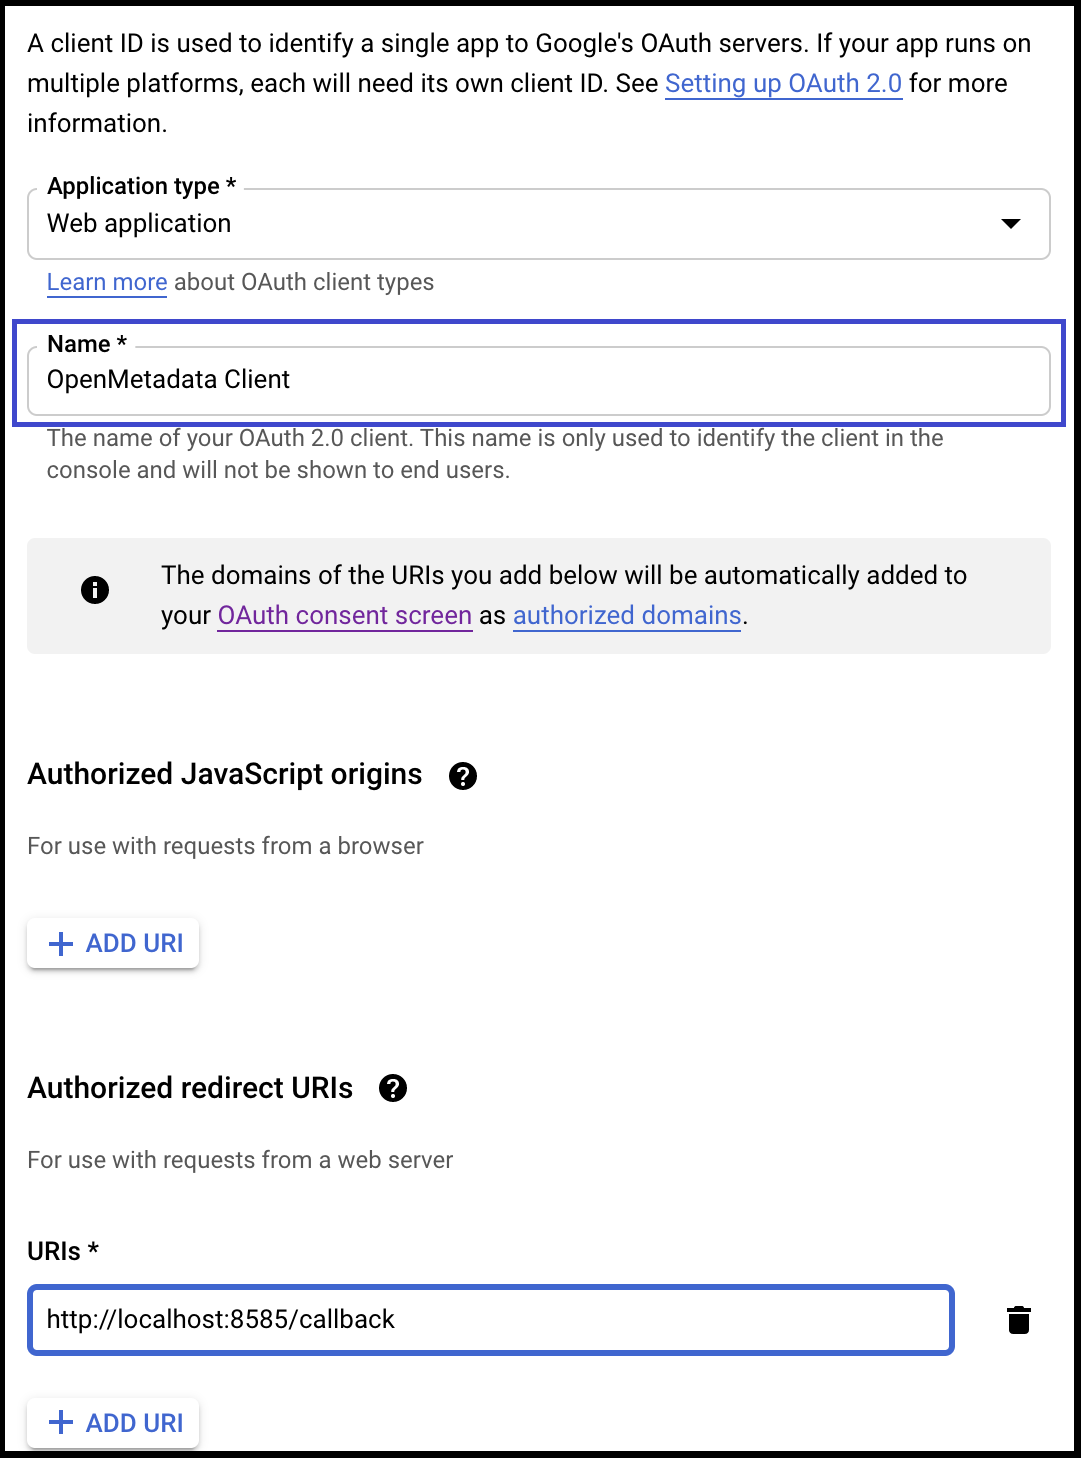 A client ID is used to identify a single app to Google's OAuth servers. If your app runs on
multiple platforms, each will need its own client ID. See Setting up OAuth 2.0 for more
information.
Application type *
Web application
Learn more about OAuth client types
Name *
OpenMetadata Client
The name of your OAuth 2.0 client. This name is only used to identify the client in the
console and will not be shown to end users.
The domains of the URIs you add below will be automatically added to
your OAuth consent screen as authorized domains.
Authorized JavaScript origins
For use with requests from a browser
ADD URI
Authorized redirect URIs
For use with requests from a web server
URIs *
http://localhost:8585/callback
ADD URI